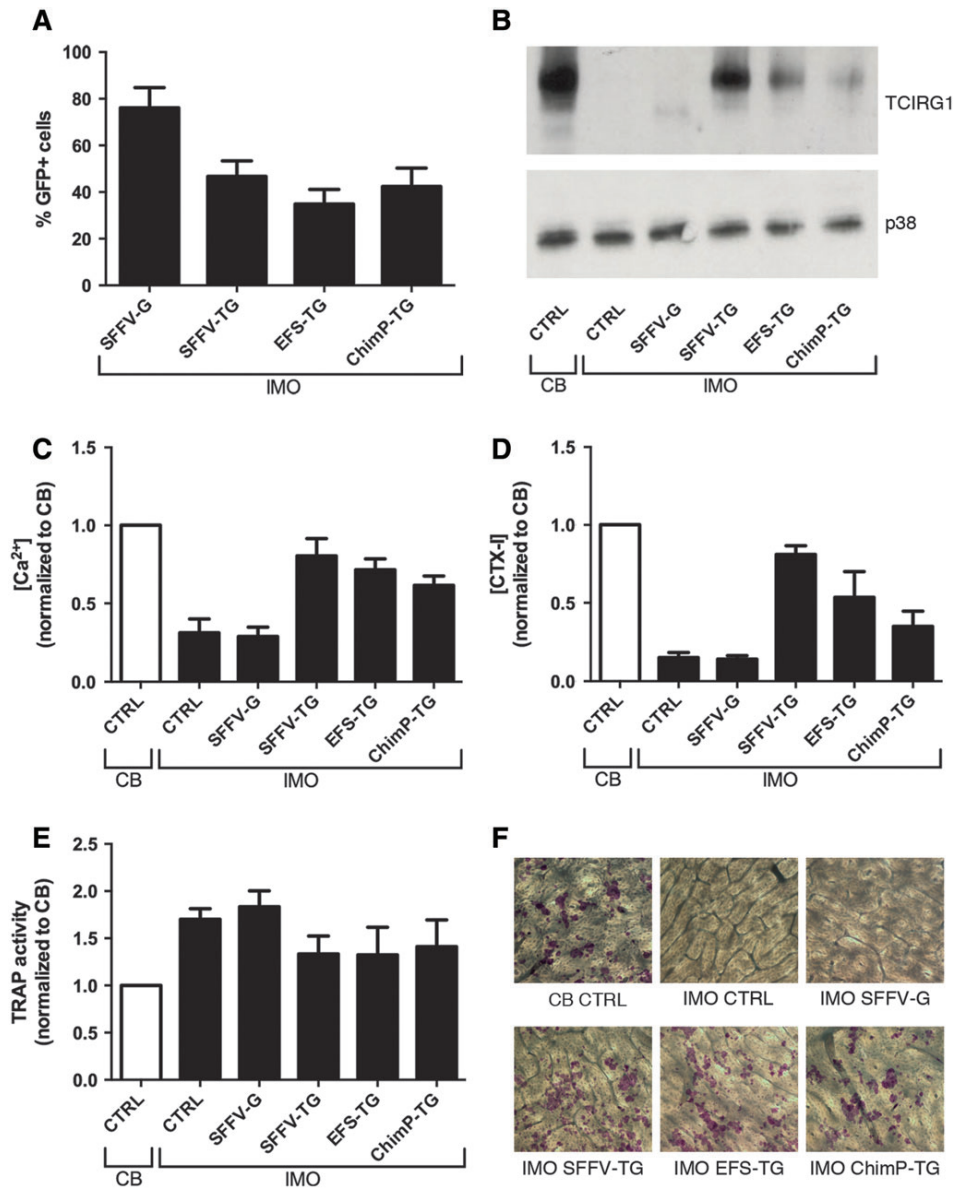 A
% GFP+ cells
100
80
60
40
20
0
SFFV-G
SFFV-TG
EFS-TG
ChimP-TG
IMO
B
TCIRG1
p38
CTRL
CTRL
SFFV-G
SFFV-TG
EFS-TG
ChimP-TG
CB
IMO
C
[Ca²⁺]
(normalized to CB)
1.5
1.0
0.5
0.0
CTRL
CTRL
SFFV-G
SFFV-TG
EFS-TG
ChimP-TG
CB
IMO
D
[CTX-I]
(normalized to CB)
1.5
1.0
0.5
0.0
CTRL
CTRL
SFFV-G
SFFV-TG
EFS-TG
ChimP-TG
CB
IMO
E
TRAP activity
(normalized to CB)
2.5
2.0
1.5
1.0
0.5
0.0
CTRL
CTRL
SFFV-G
SFFV-TG
EFS-TG
ChimP-TG
CB
IMO
F
CB CTRL
IMO CTRL
IMO SFFV-G
IMO SFFV-TG
IMO EFS-TG
IMO ChimP-TG